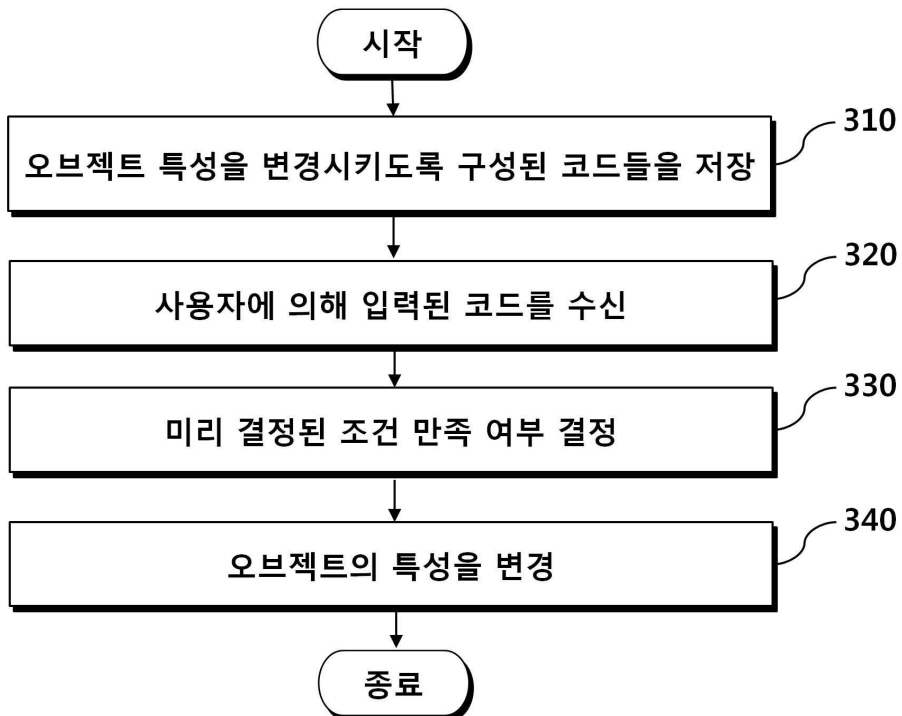 시작
310
오브젝트 특성을 변경시키도록 구성된 코드들을 저장
320
사용자에 의해 입력된 코드를 수신
330
미리 결정된 조건 만족 여부 결정
340
오브젝트의 특성을 변경
종료